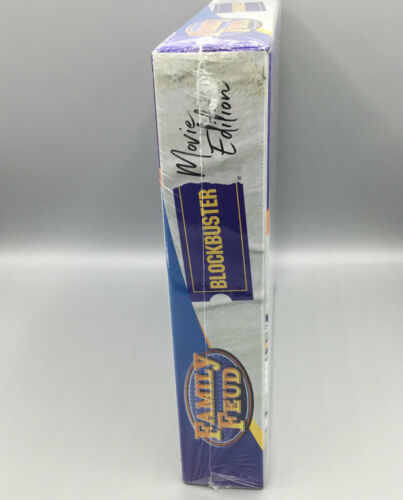 Movie
Edition
BLOCKBUSTER
FAMILY
FEUD